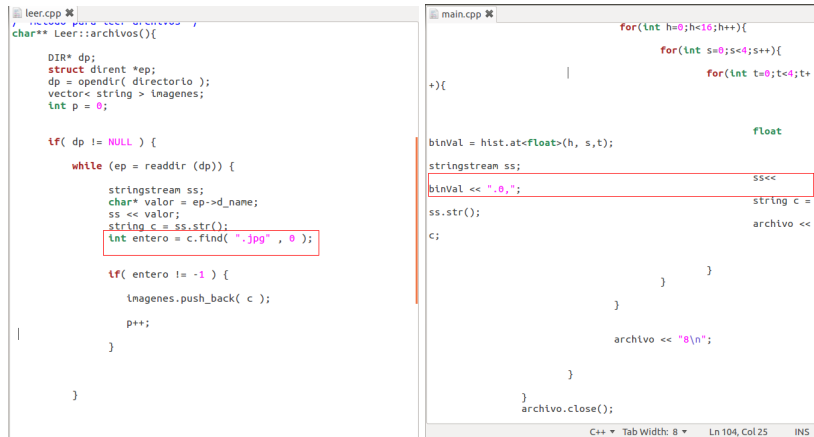 leer.cpp ✖
/* Metodo para leer archivos */
char** Leer::archivos(){
DIR* dp;
struct dirent *ep;
dp = opendir( directorio );
vector< string > imagenes;
int p = 0;
if( dp != NULL ) {
while (ep = readdir (dp)) {
stringstream ss;
char* valor = ep->d_name;
ss << valor;
string c = ss.str();
int entero = c.find( ".jpg" , 0 );
if( entero != -1 ) {
imagenes.push_back( c );
p++;
}
}
main.cpp ✖
for(int h=0;h<16;h++){
for(int s=0;s<4;s++){
for(int t=0;t<4;t+
+){
float
binVal = hist.at<float>(h, s,t);
stringstream ss;
ss<<
binVal << ".0,";
string c =
ss.str();
archivo <<
c;
}
}
}
archivo << "8\n";
}
}
archivo.close();
C++ ▾ Tab Width: 8 ▾ Ln 104, Col 25 INS